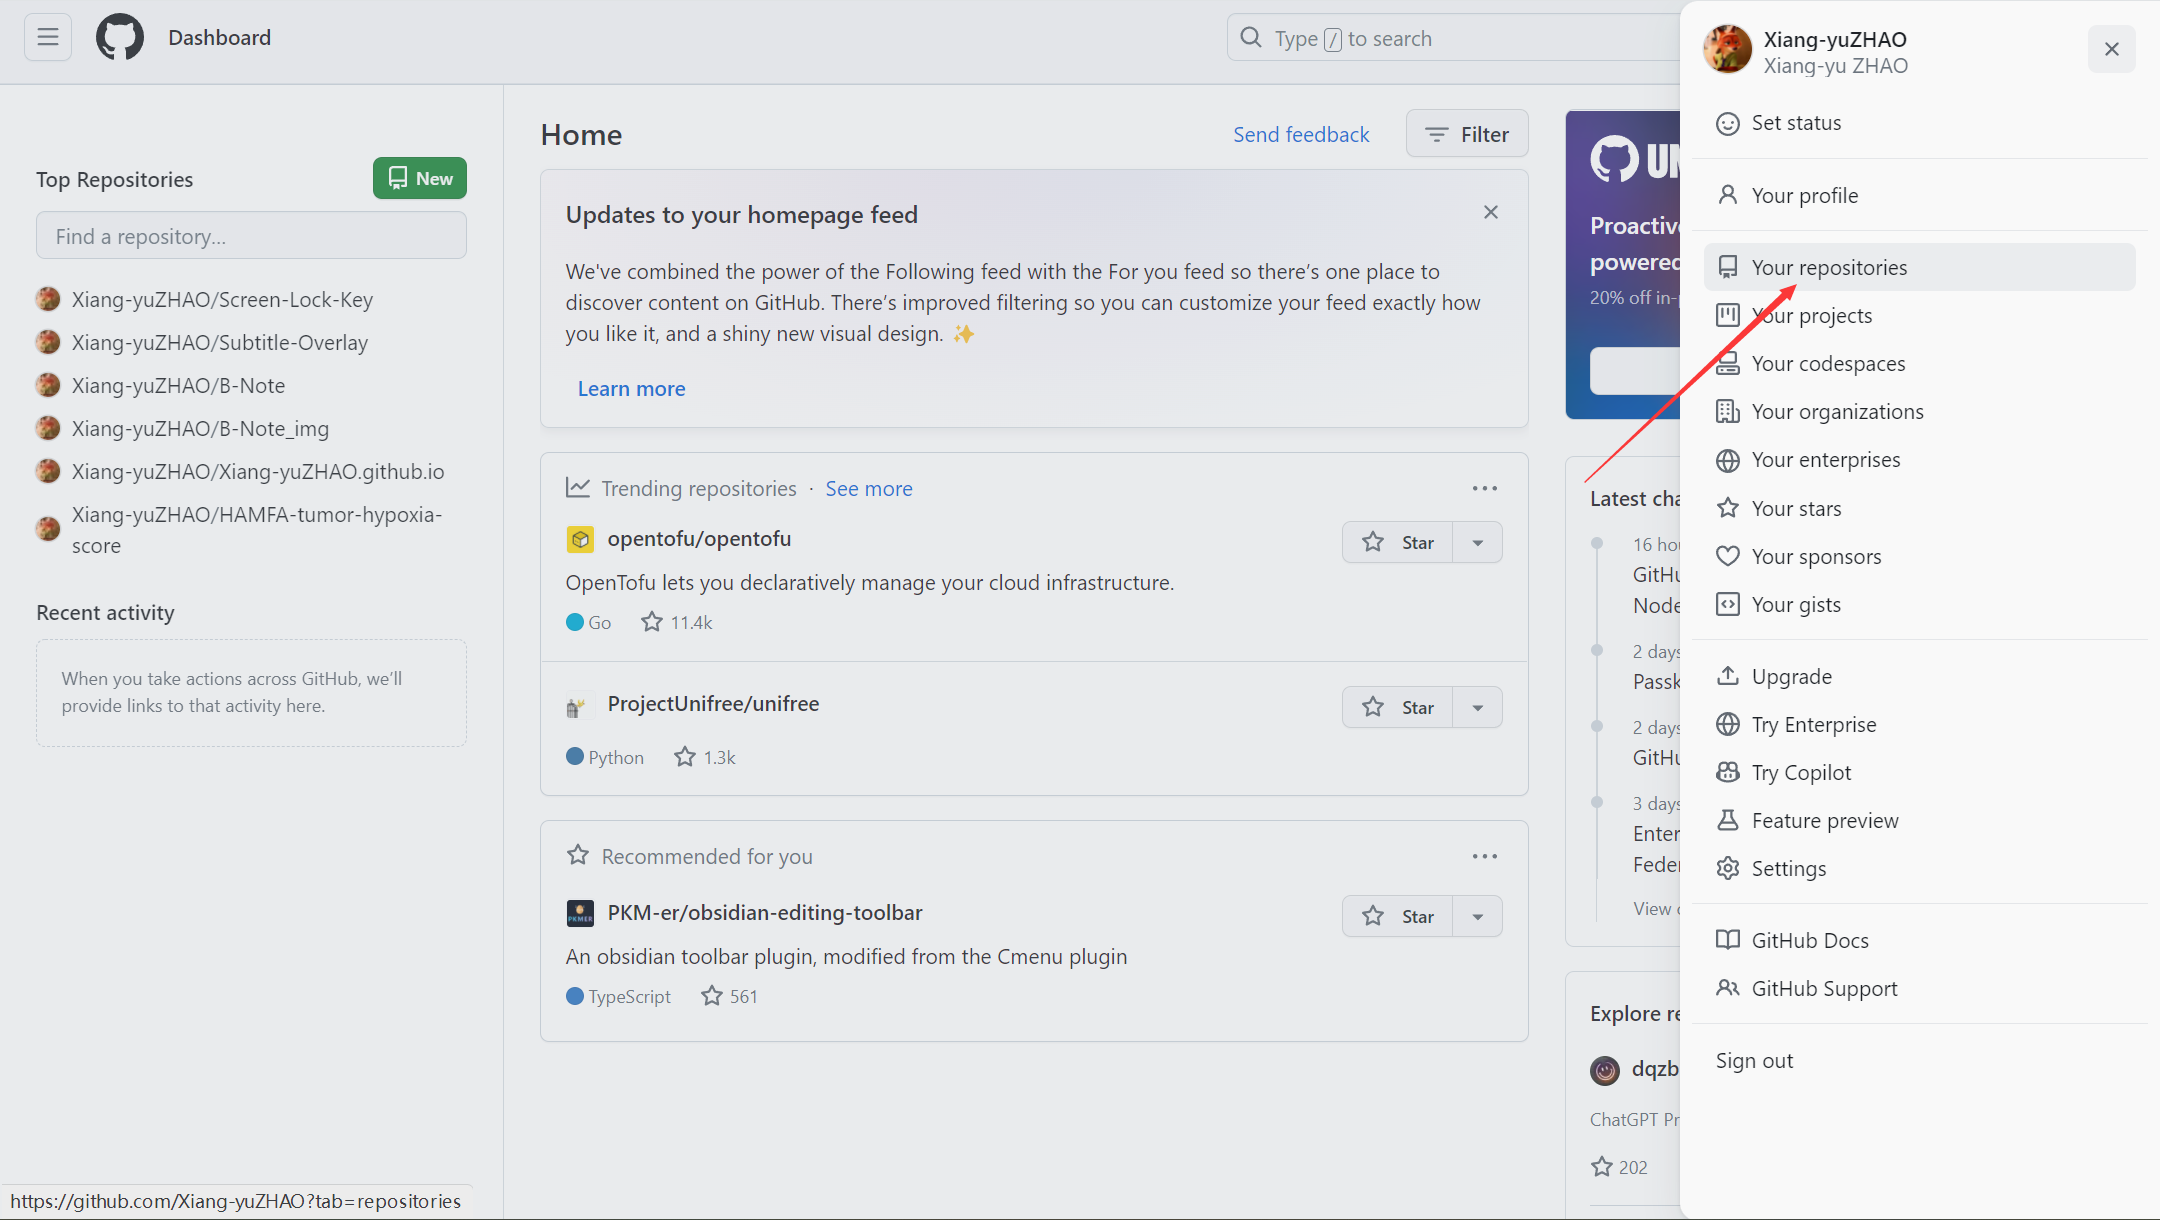 Dashboard
Type / to search
Top Repositories
New
Find a repository...
Xiang-yuZHAO/Screen-Lock-Key
Xiang-yuZHAO/Subtitle-Overlay
Xiang-yuZHAO/B-Note
Xiang-yuZHAO/B-Note_img
Xiang-yuZHAO/Xiang-yuZHAO.github.io
Xiang-yuZHAO/HAMFA-tumor-hypoxia-
score
Recent activity
When you take actions across GitHub, we’ll
provide links to that activity here.
https://github.com/Xiang-yuZHAO?tab=repositories
Home
Send feedback
Filter
Updates to your homepage feed
We've combined the power of the Following feed with the For you feed so there’s one place to
discover content on GitHub. There’s improved filtering so you can customize your feed exactly how
you like it, and a shiny new visual design. ✨
Learn more
Trending repositories · See more
opentofu/opentofu
Star
OpenTofu lets you declaratively manage your cloud infrastructure.
Go 11.4k
ProjectUnifree/unifree
Star
Python 1.3k
Recommended for you
PKM-er/obsidian-editing-toolbar
Star
An obsidian toolbar plugin, modified from the Cmenu plugin
TypeScript 561
20% off in-
Latest cha
16 hou
GitHu
Node
2 days
Passk
2 days
GitHu
3 days
Enter
Feder
View
Explore re
dqzb
ChatGPT Pr
202
Xiang-yuZHAO
Xiang-yu ZHAO
Set status
Your profile
Your repositories
Your projects
Your codespaces
Your organizations
Your enterprises
Your stars
Your sponsors
Your gists
Upgrade
Try Enterprise
Try Copilot
Feature preview
Settings
GitHub Docs
GitHub Support
Sign out